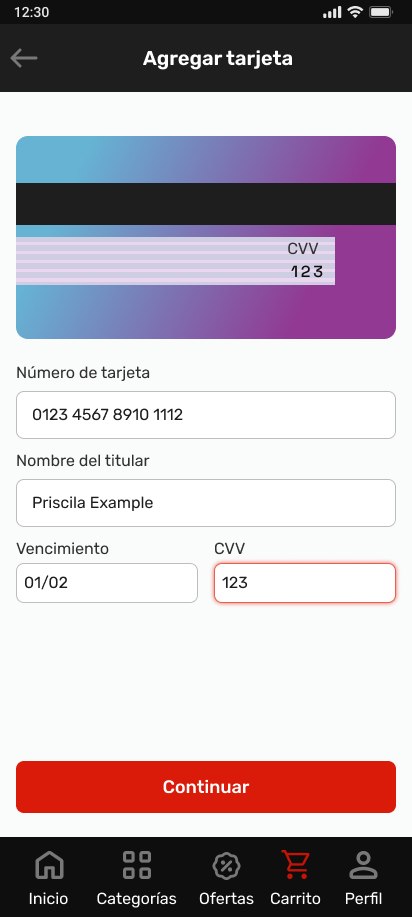 12:30
Agregar tarjeta
CVV
123
Número de tarjeta
0123 4567 8910 1112
Nombre del titular
Priscila Example
Vencimiento CVV
01/02 123
Continuar
Inicio Categorías Ofertas Carrito Perfil